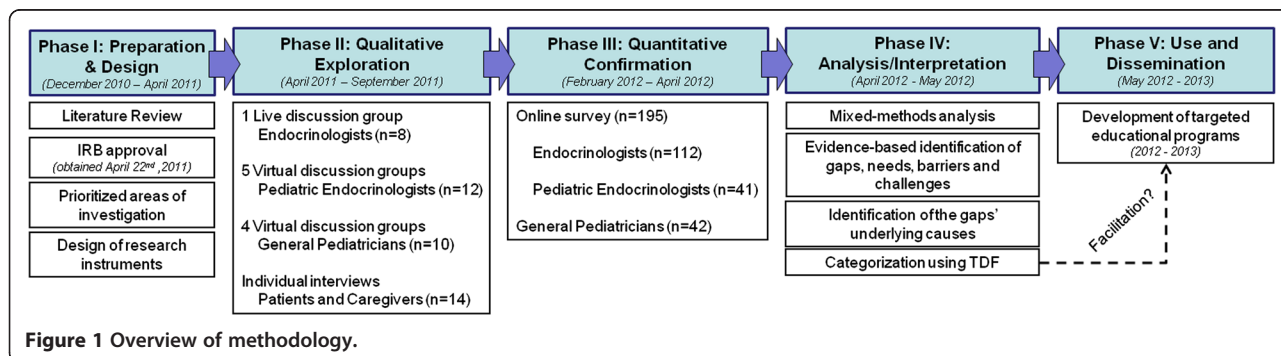 Phase I: Preparation
& Design
(December 2010 – April 2011)
Literature Review
IRB approval
(obtained April 22nd ,2011)
Prioritized areas of
investigation
Design of research
instruments
Phase II: Qualitative
Exploration
(April 2011 – September 2011)
1 Live discussion group
Endocrinologists (n=8)
5 Virtual discussion groups
Pediatric Endocrinologists (n=12)
4 Virtual discussion groups
General Pediatricians (n=10)
Individual interviews
Patients and Caregivers (n=14)
Phase III: Quantitative
Confirmation
(February 2012 – April 2012)
Online survey (n=195)
Endocrinologists (n=112)
Pediatric Endocrinologists (n=41)
General Pediatricians (n=42)
Phase IV:
Analysis/Interpretation
(April 2012 - May 2012)
Mixed-methods analysis
Evidence-based identification of
gaps, needs, barriers and
challenges
Identification of the gaps'
underlying causes
Categorization using TDF
Phase V: Use and
Dissemination
(May 2012 - 2013)
Development of targeted
educational programs
(2012 - 2013)
Facilitation?
Figure 1 Overview of methodology.